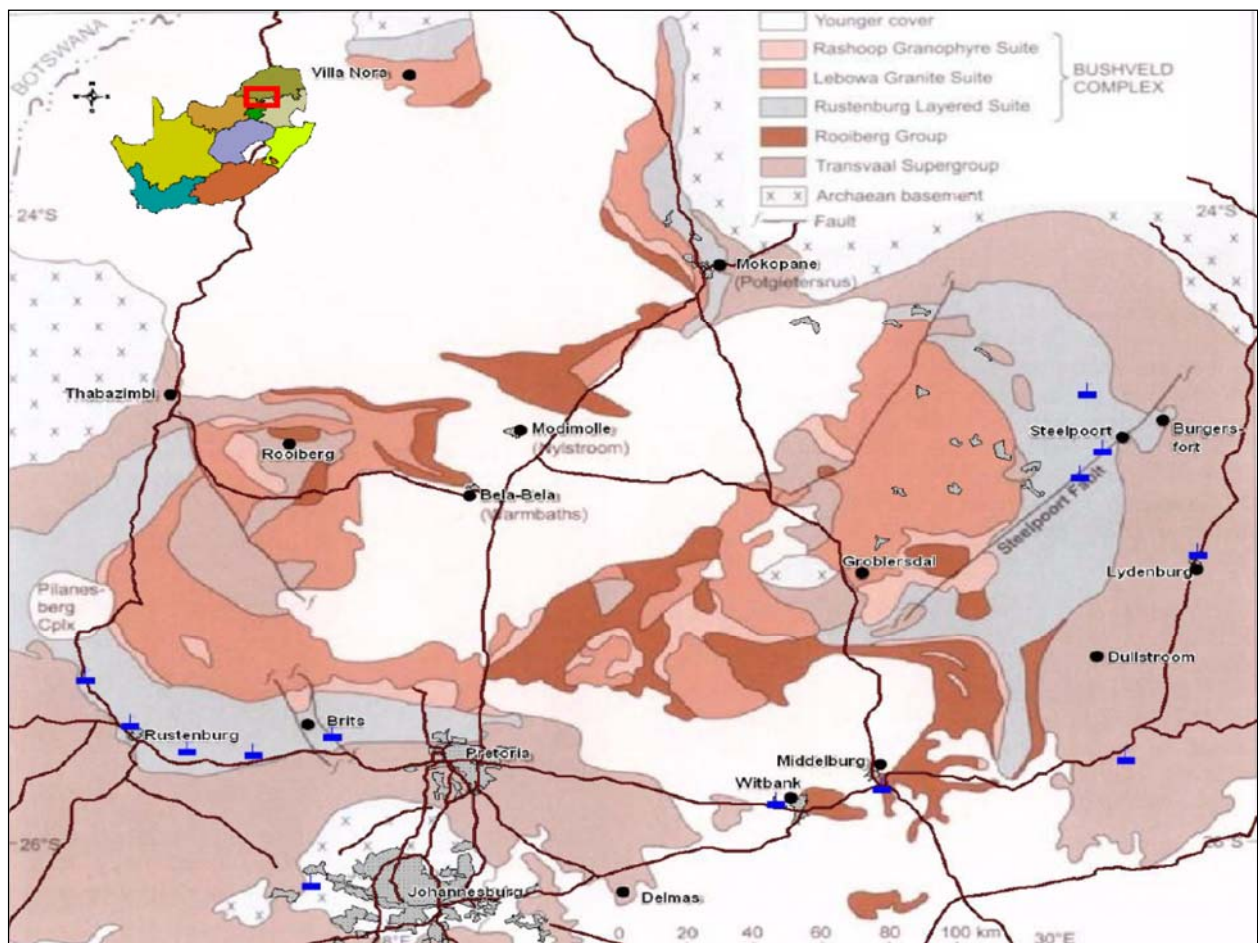 BOTSWANA
Villa Nora
Younger cover
Rashoop Granophyre Suite
Lebowa Granite Suite
Rustenburg Layered Suite
BUSHVELD
COMPLEX
Rooiberg Group
Transvaal Supergroup
x x Archaean basement
f Fault
24°S
24°S
Mokopane
(Potgietersrus)
Thabazimbi
Rooiberg
Modimolle
(Nylstroom)
Bela-Bela
(Warmbaths)
Steelpoort
Burgers-
fort
Steelpoort Fault
Groblersdal
Lydenburg
Pilanes-
berg
Cplx
Dullstroom
Rustenburg
Brits
Pretoria
Middelburg
Witbank
26°S
26°S
Johannesburg
Delmas
0 20 40 60 80 100 km
28°E
30°E